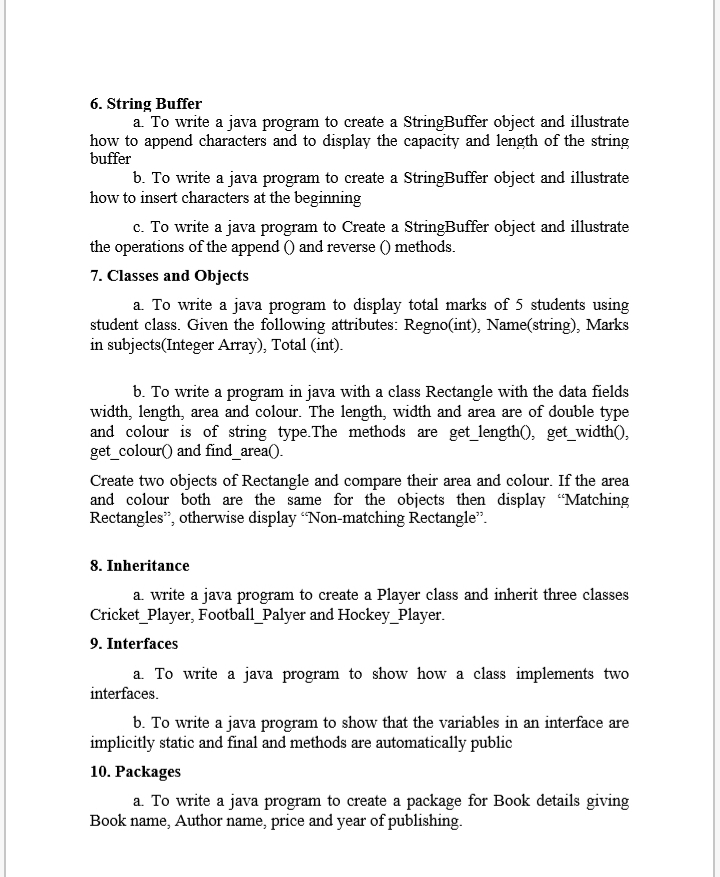 6. String Buffer
a. To write a java program to create a StringBuffer object and illustrate
how to append characters and to display the capacity and length of the string
buffer
b. To write a java program to create a StringBuffer object and illustrate
how to insert characters at the beginning
c. To write a java program to Create a StringBuffer object and illustrate
the operations of the append () and reverse () methods.
7. Classes and Objects
a. To write a java program to display total marks of 5 students using
student class. Given the following attributes: Regno(int), Name(string), Marks
in subjects(Integer Array), Total (int).
b. To write a program in java with a class Rectangle with the data fields
width, length, area and colour. The length, width and area are of double type
and colour is of string type.The methods are get_length(), get_width(),
get_colour() and find_area().
Create two objects of Rectangle and compare their area and colour. If the area
and colour both are the same for the objects then display “Matching
Rectangles”, otherwise display “Non-matching Rectangle”.
8. Inheritance
a. write a java program to create a Player class and inherit three classes
Cricket_Player, Football_Palyer and Hockey_Player.
9. Interfaces
a. To write a java program to show how a class implements two
interfaces.
b. To write a java program to show that the variables in an interface are
implicitly static and final and methods are automatically public
10. Packages
a. To write a java program to create a package for Book details giving
Book name, Author name, price and year of publishing.